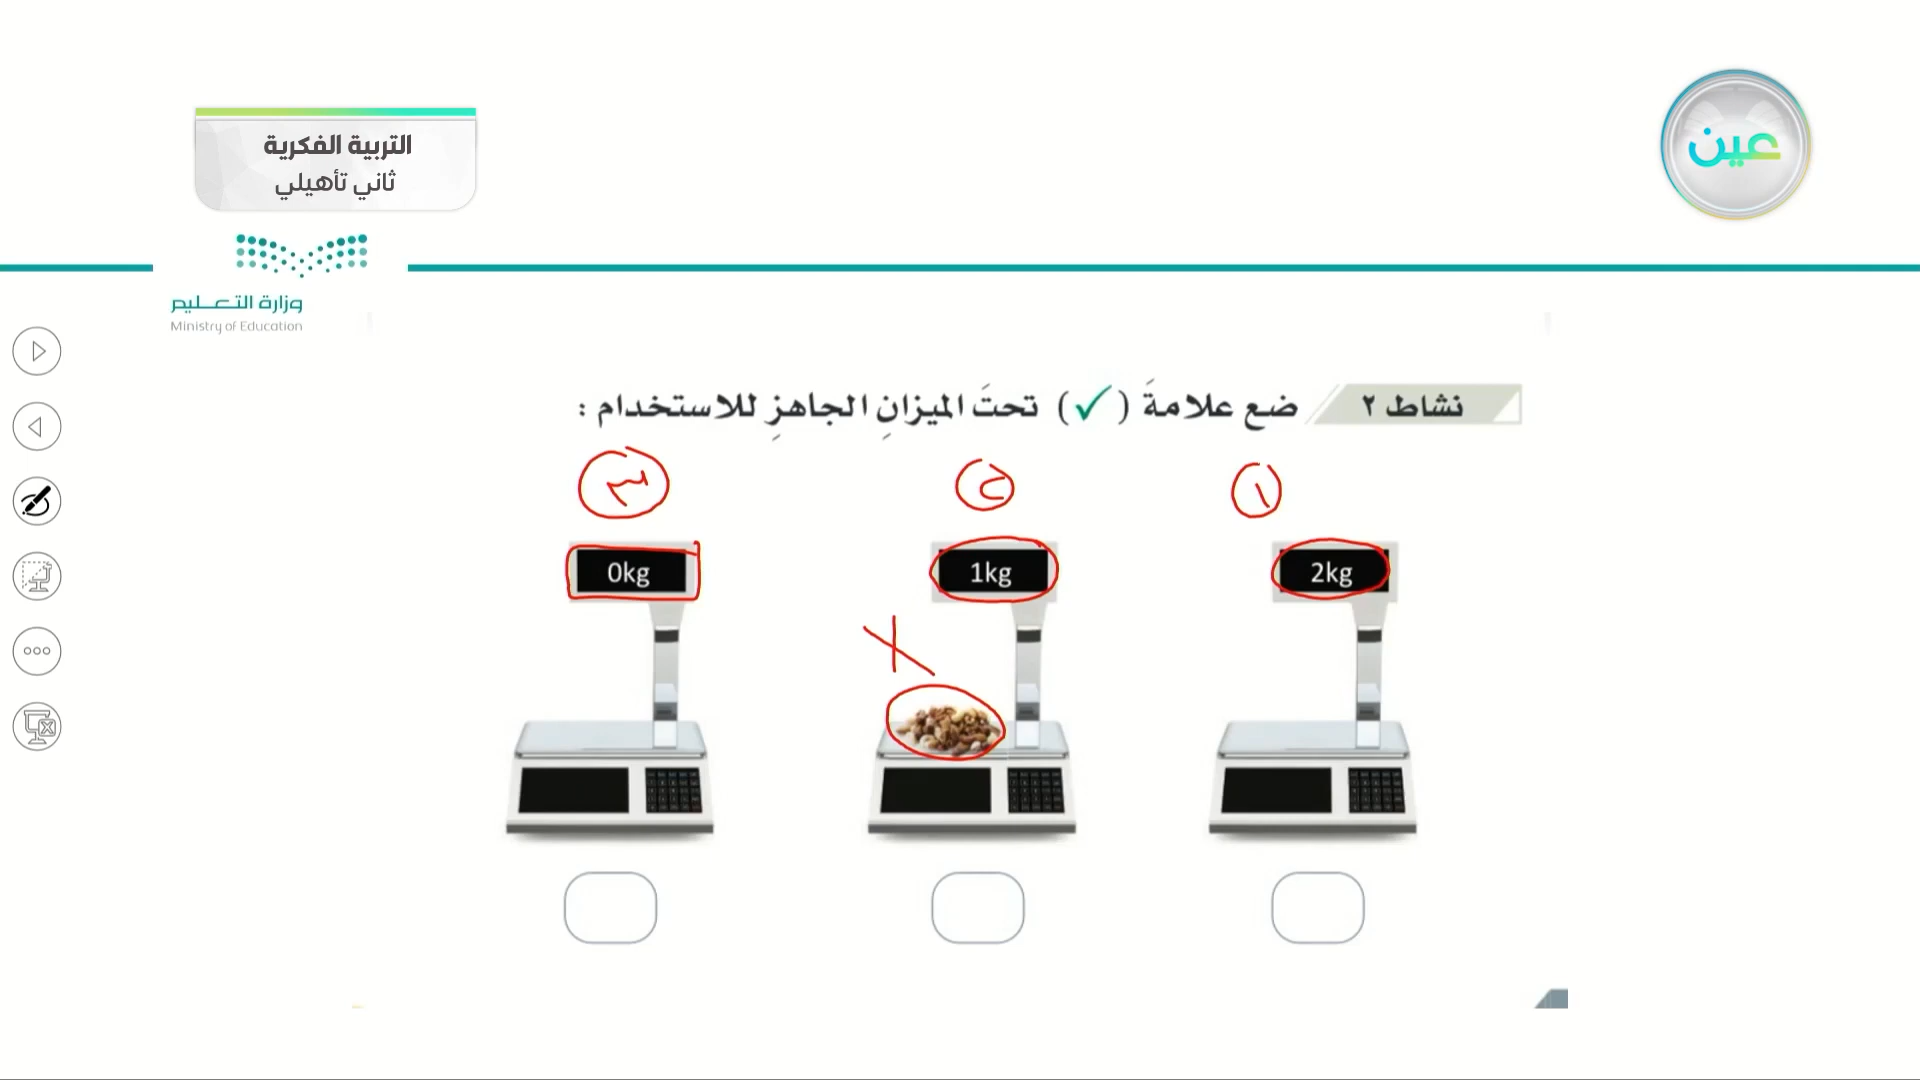 التربية الفكرية
ثاني تأهيلي
عين
وزارة التعليم
Ministry of Education
نشاط ٢
ضع علامةَ (✓) تحتَ الميزانِ الجاهزِ للاستخدام :
١ ٢ ٣
2kg 1kg 0kg
X